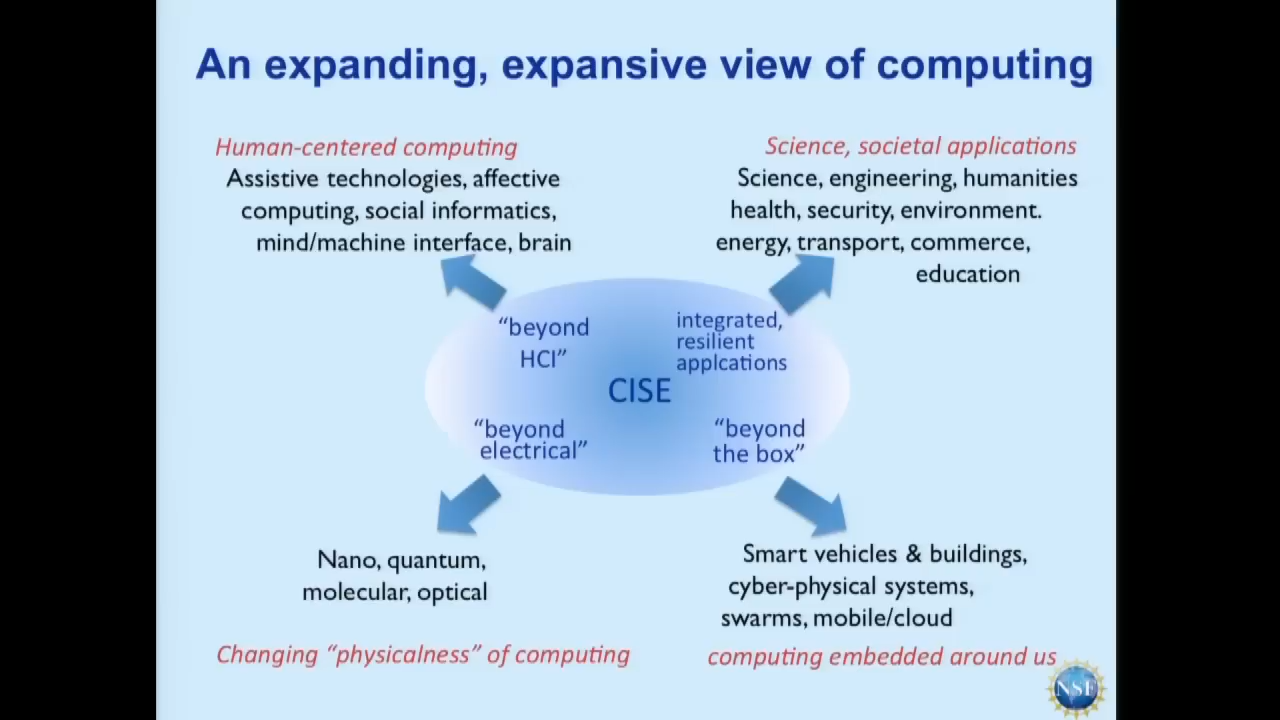 An expanding, expansive view of computing
Human-centered computing
Assistive technologies, affective
computing, social informatics,
mind/machine interface, brain
Science, societal applications
Science, engineering, humanities
health, security, environment.
energy, transport, commerce,
education
“beyond
HCI”
integrated,
resilient
applcations
CISE
“beyond
electrical”
“beyond
the box”
Nano, quantum,
molecular, optical
Changing “physicalness” of computing
Smart vehicles & buildings,
cyber-physical systems,
swarms, mobile/cloud
computing embedded around us
NSF